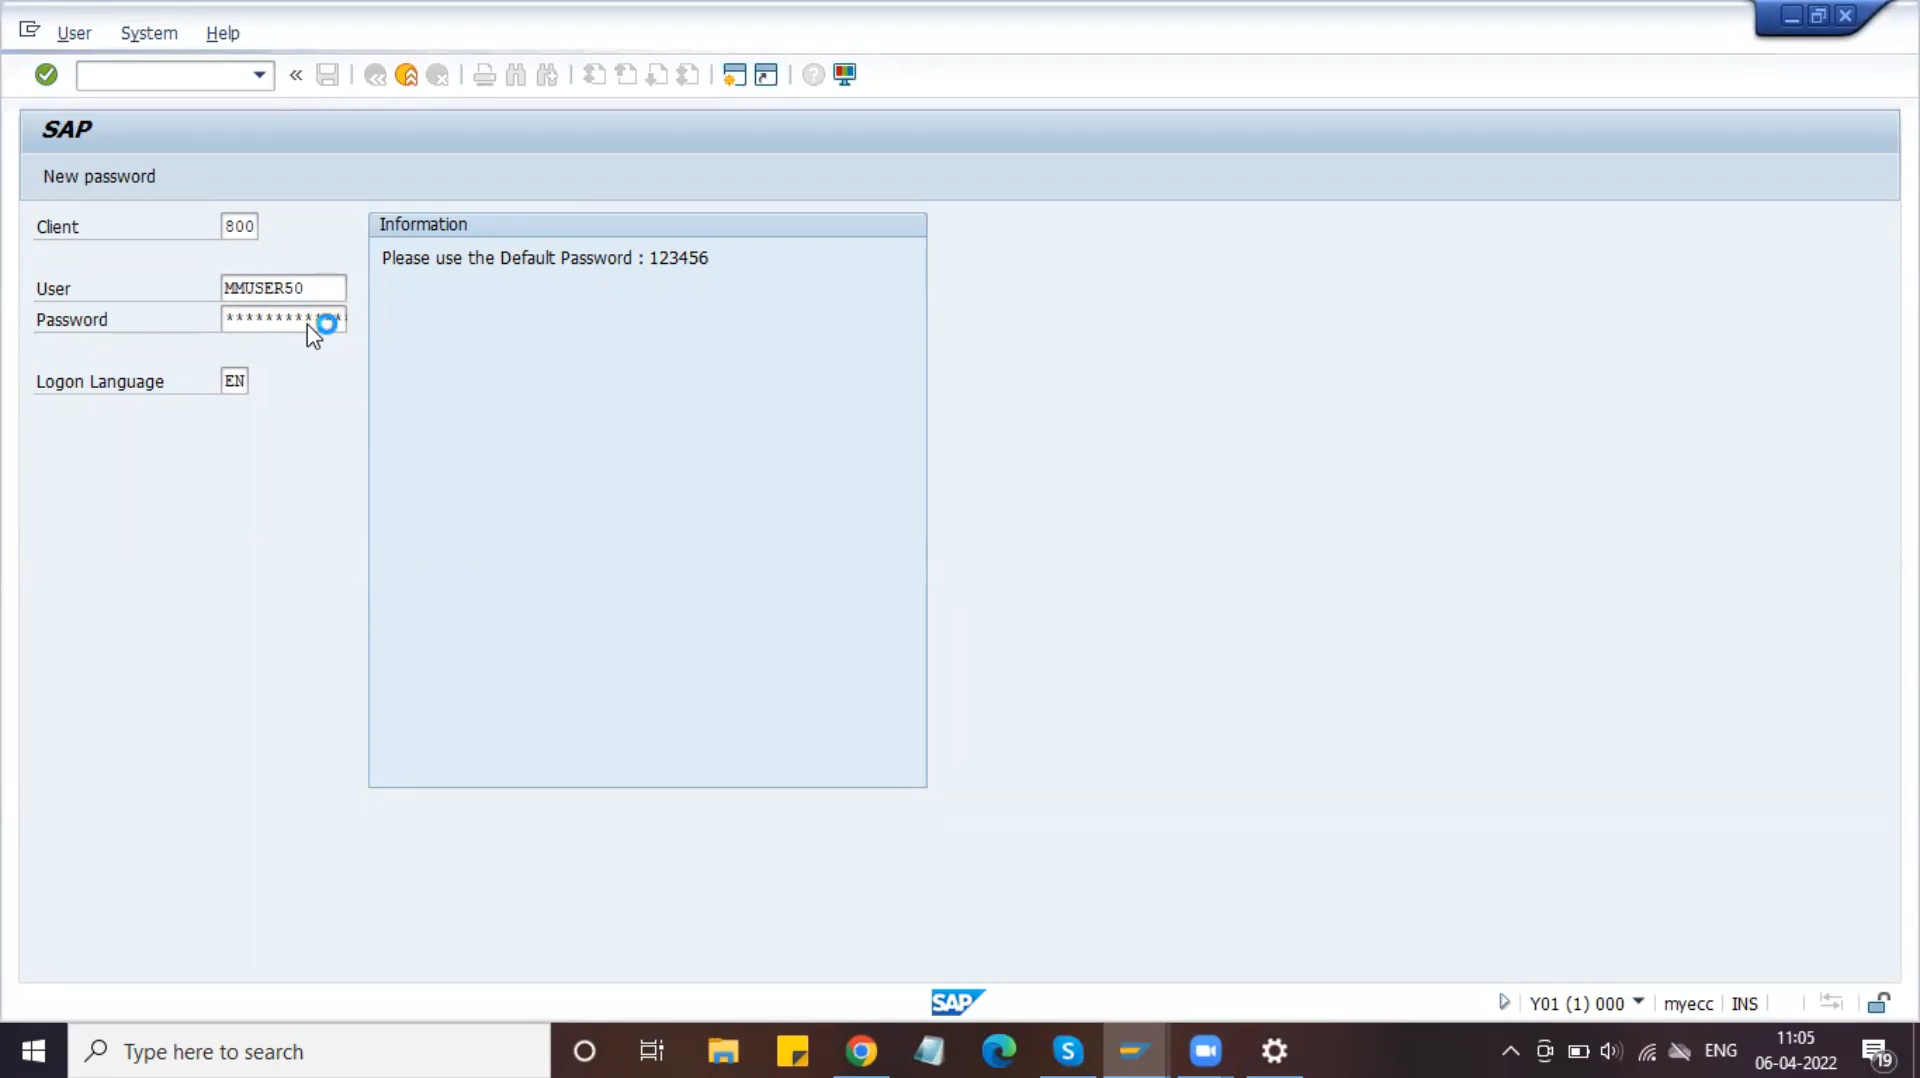 User System Help
SAP
New password
Client 800
Information
Please use the Default Password : 123456
User MMUSER50
Password *************
Logon Language EN
SAP
Y01 (1) 000 myecc INS
Type here to search
S
ENG
11:05
06-04-2022
19